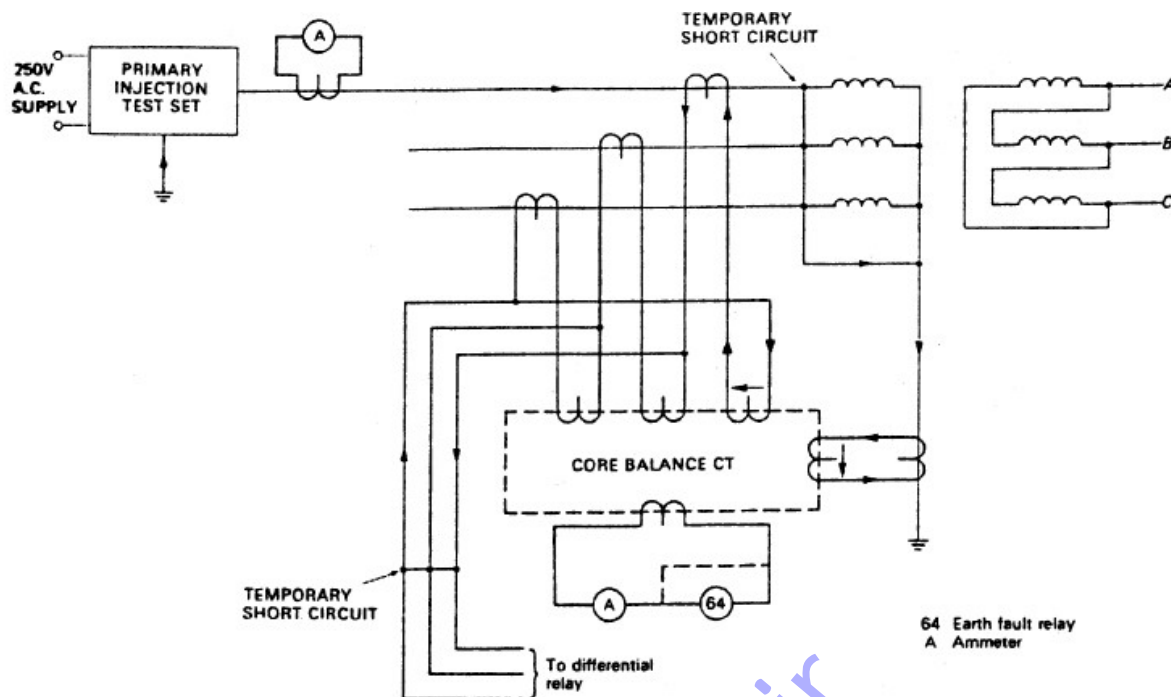 TEMPORARY
SHORT CIRCUIT
A
250V
A.C.
SUPPLY
PRIMARY
INJECTION
TEST SET
A
B
C
CORE BALANCE CT
TEMPORARY
SHORT CIRCUIT
A
64
64 Earth fault relay
A Ammeter
To differential
relay